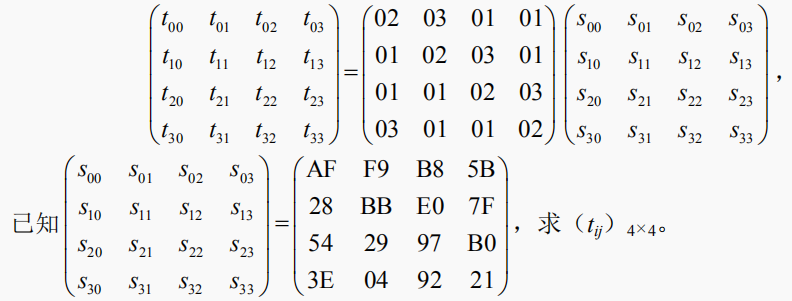 t00 t01 t02 t03 02 03 01 01 s00 s01 s02 s03
t10 t11 t12 t13 01 02 03 01 s10 s11 s12 s13
= ,
t20 t21 t22 t23 01 01 02 03 s20 s21 s22 s23
t30 t31 t32 t33 03 01 01 02 s30 s31 s32 s33
s00 s01 s02 s03 AF F9 B8 5B
s10 s11 s12 s13 28 BB E0 7F
已知 = ，求（tij）4×4。
s20 s21 s22 s23 54 29 97 B0
s30 s31 s32 s33 3E 04 92 21